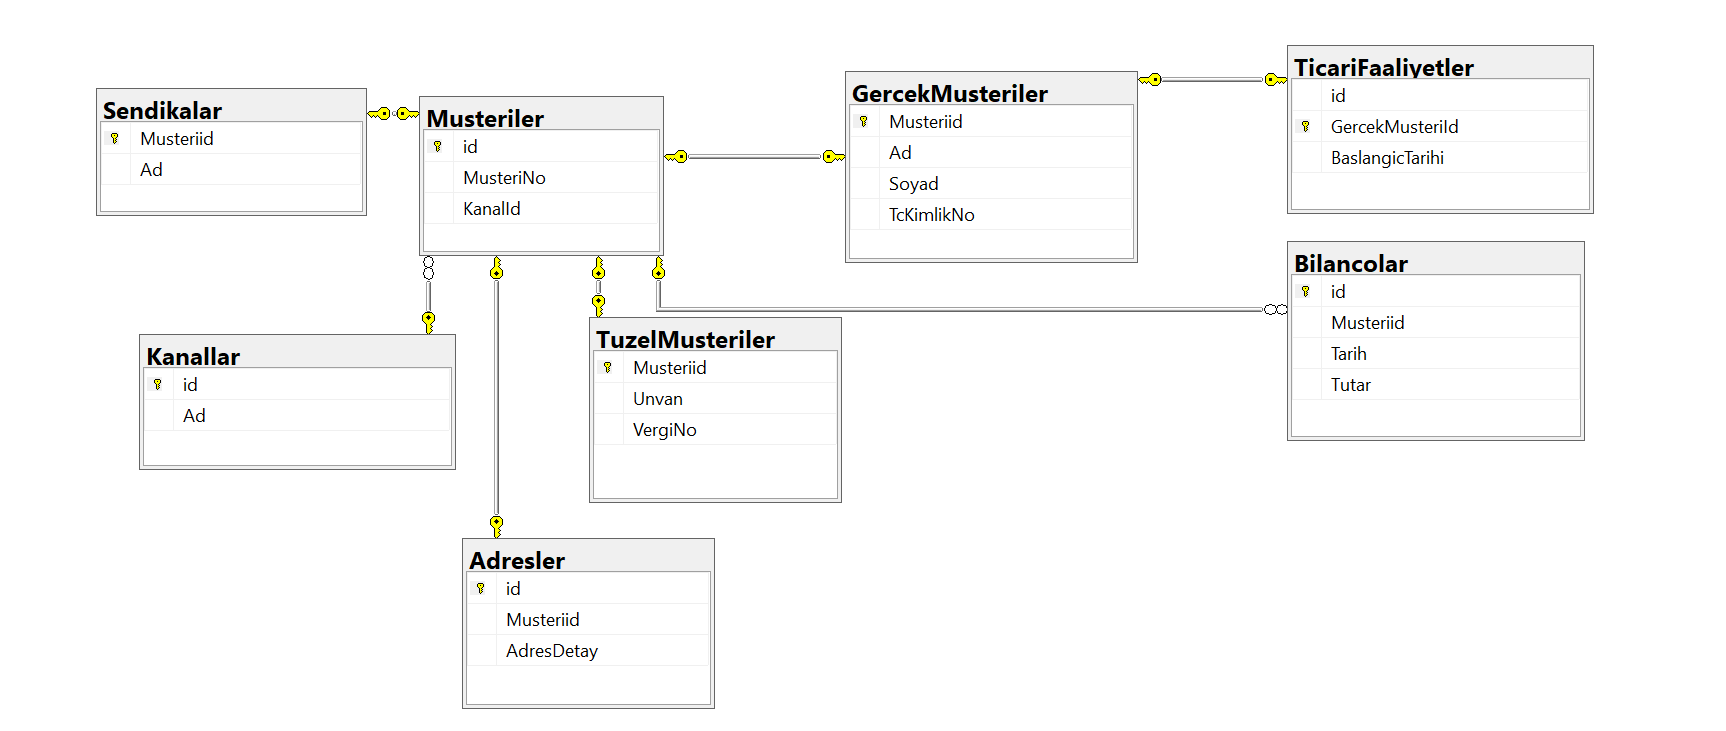 Sendikalar
Musteriid
Ad
Musteriler
id
MusteriNo
KanalId
GercekMusteriler
Musteriid
Ad
Soyad
TcKimlikNo
TicariFaaliyetler
id
GercekMusteriId
BaslangicTarihi
Bilancolar
id
Musteriid
Tarih
Tutar
Kanallar
id
Ad
TuzelMusteriler
Musteriid
Unvan
VergiNo
Adresler
id
Musteriid
AdresDetay